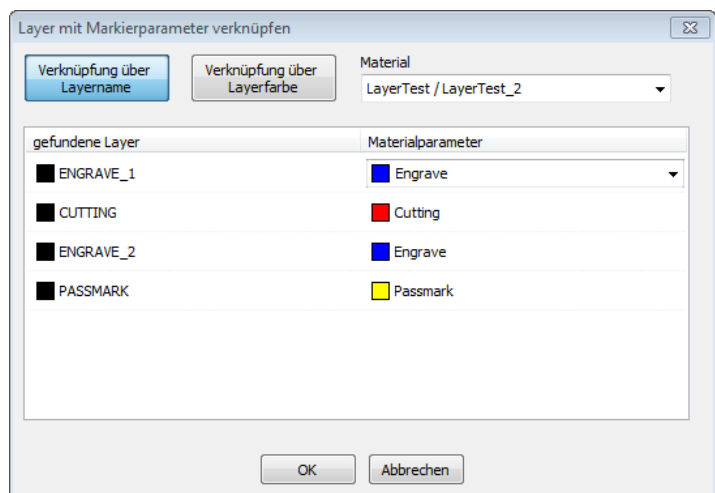 Layer mit Markierparameter verknüpfen
Verknüpfung über
Layername
Verknüpfung über
Layerfarbe
Material
LayerTest / LayerTest_2
gefundene Layer Materialparameter
ENGRAVE_1 Engrave
CUTTING Cutting
ENGRAVE_2 Engrave
PASSMARK Passmark
OK Abbrechen